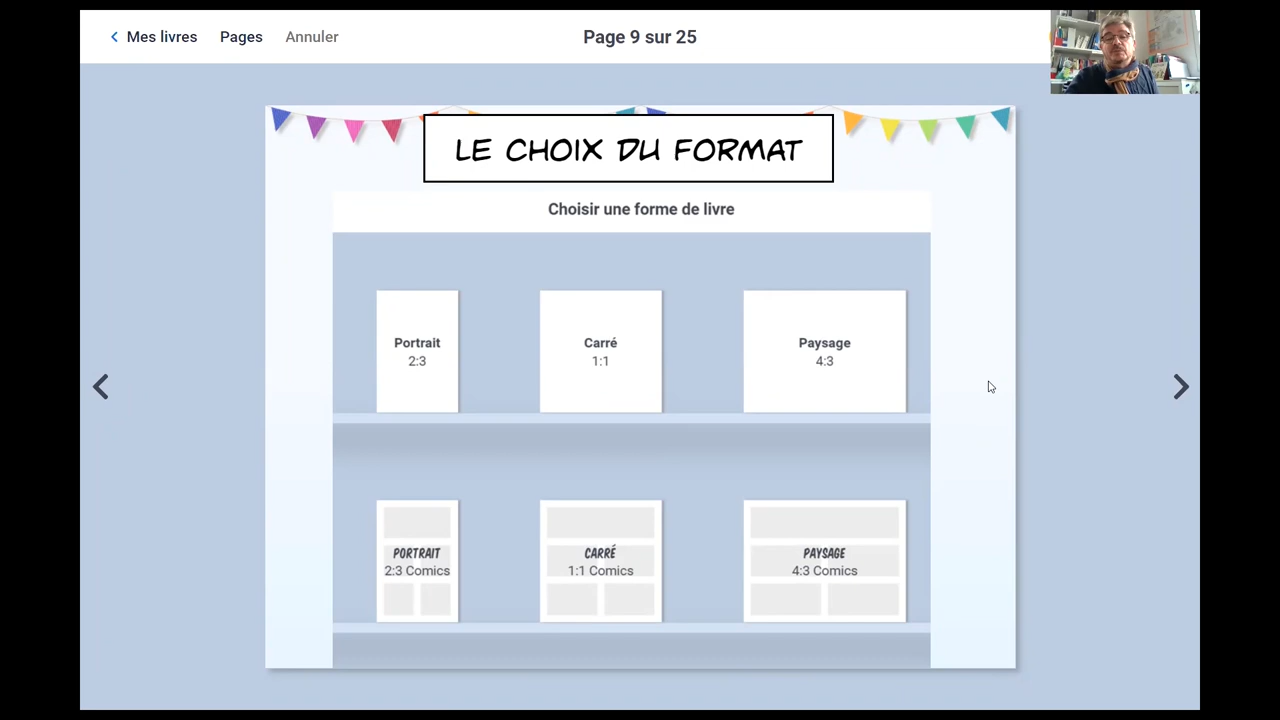 Mes livres Pages Annuler Page 9 sur 25
LE CHOIX DU FORMAT
Choisir une forme de livre
Portrait Carré Paysage
2:3 1:1 4:3
PORTRAIT CARRÉ PAYSAGE
2:3 Comics 1:1 Comics 4:3 Comics